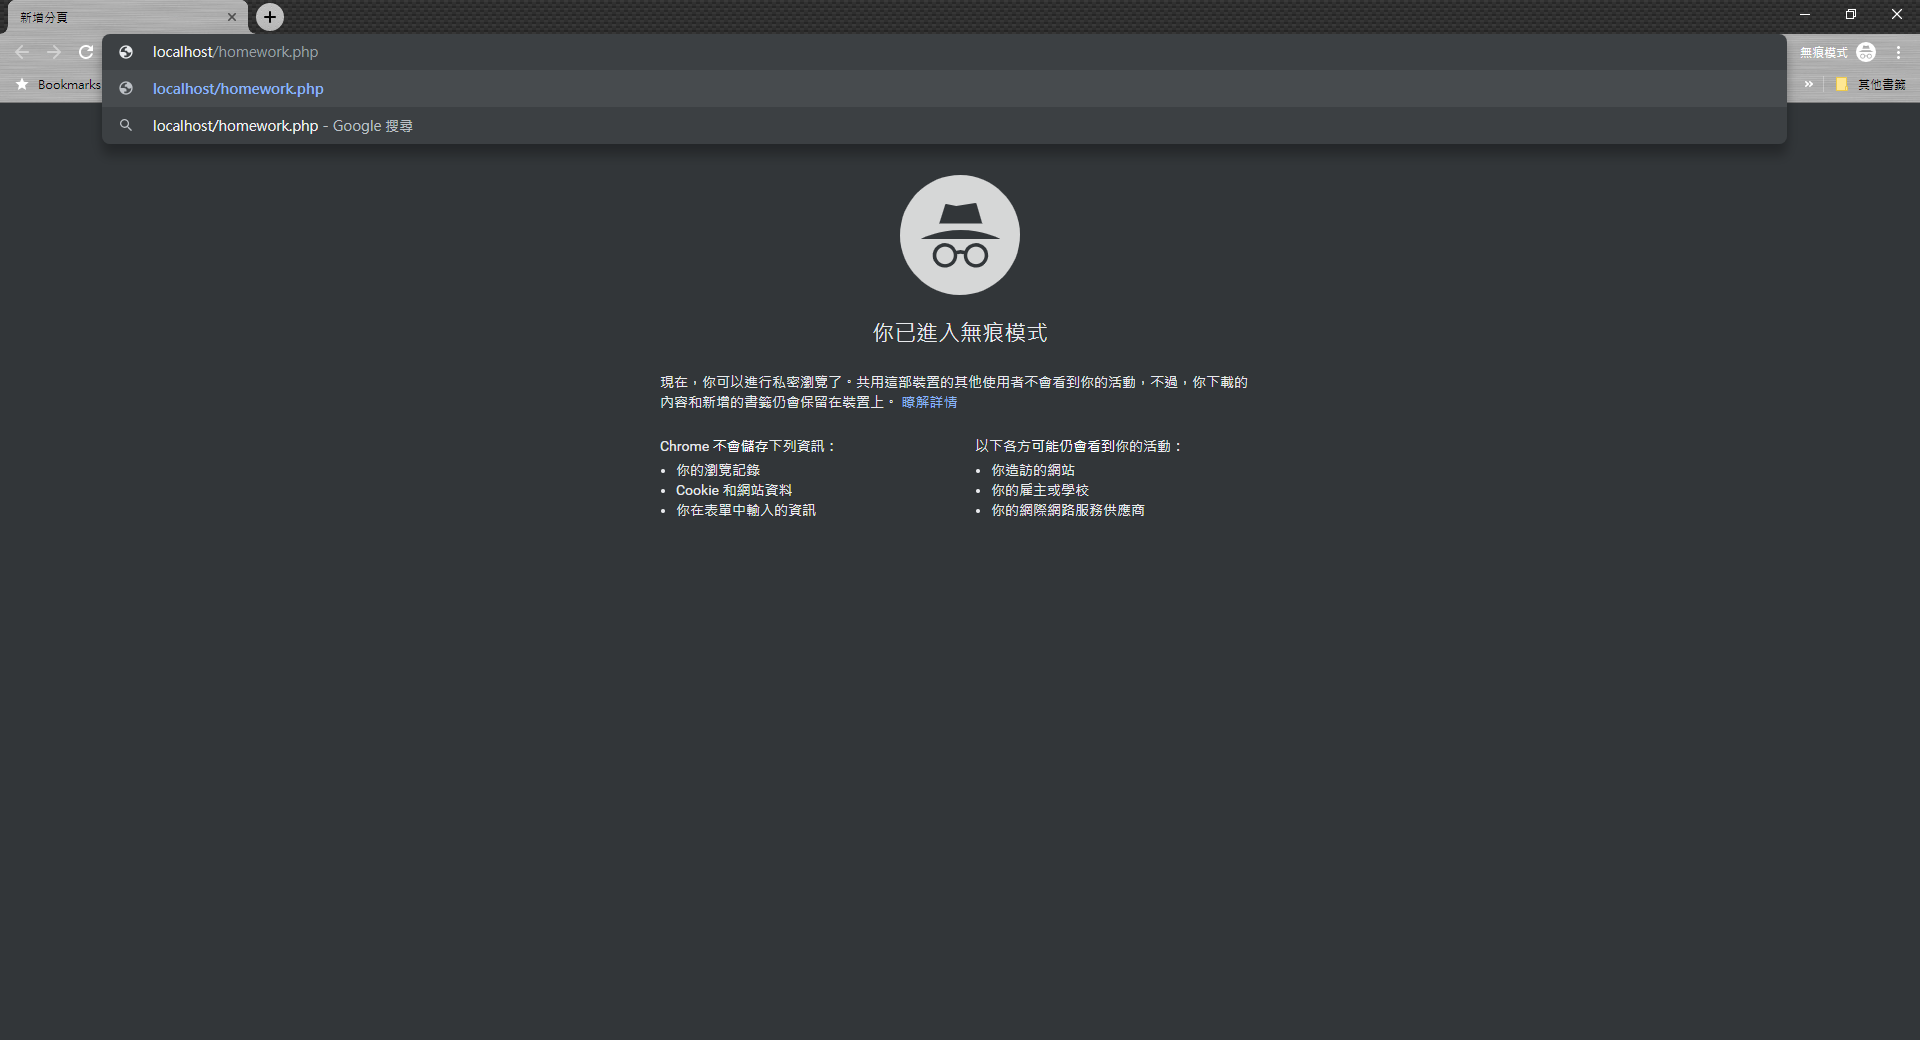 新增分頁
localhost/homework.php
無痕模式
Bookmarks
localhost/homework.php
» 其他書籤
localhost/homework.php - Google 搜尋
你已進入無痕模式
現在，你可以進行私密瀏覽了。共用這部裝置的其他使用者不會看到你的活動，不過，你下載的
內容和新增的書籤仍會保留在裝置上。 瞭解詳情
Chrome 不會儲存下列資訊：
• 你的瀏覽記錄
• Cookie 和網站資料
• 你在表單中輸入的資訊
以下各方可能仍會看到你的活動：
• 你造訪的網站
• 你的雇主或學校
• 你的網際網路服務供應商